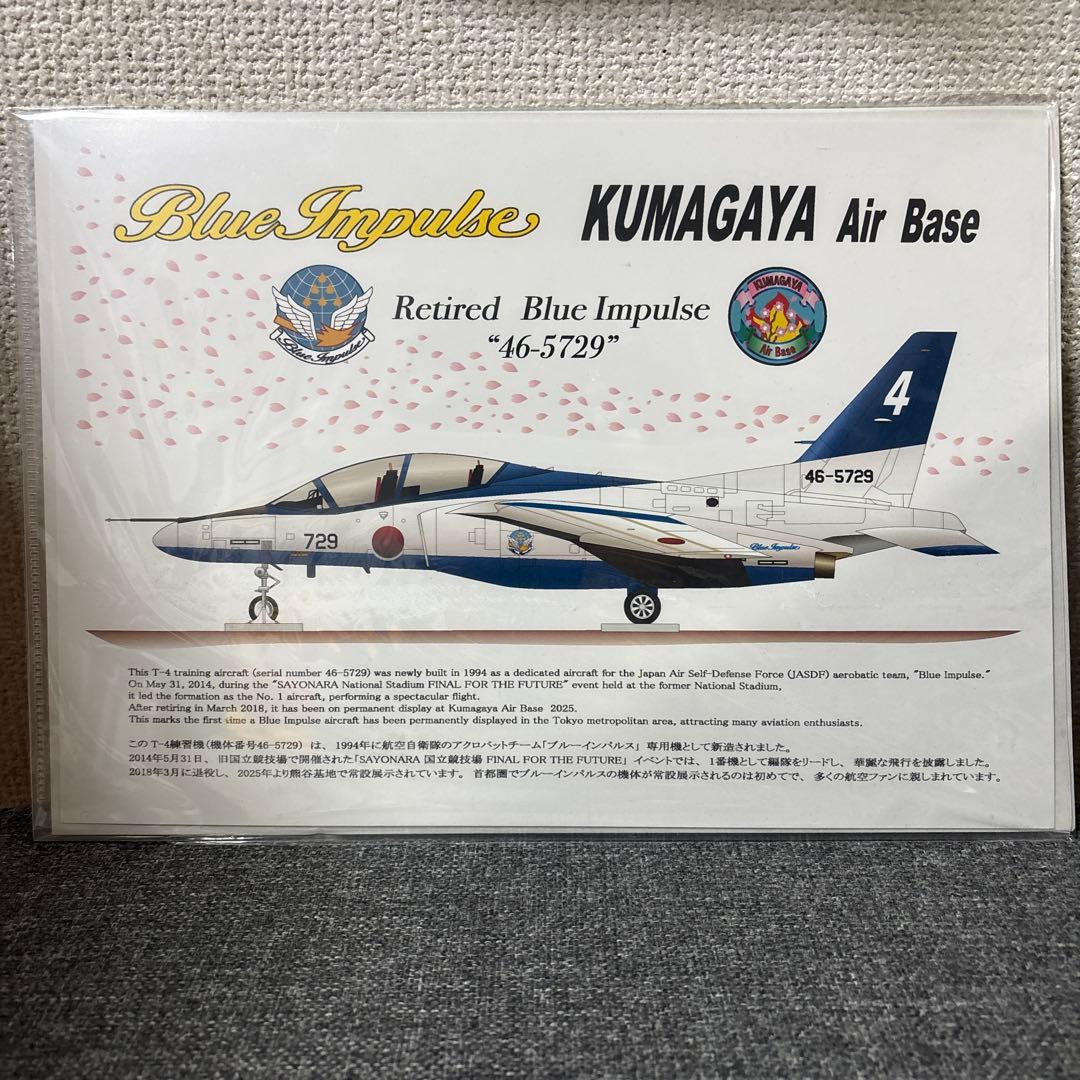 Blue Impulse KUMAGAYA Air Base
Blue Impulse
Retired Blue Impulse
"46-5729"
KUMAGAYA
Air Base
4
46-5729
729
Blue Impulse
This T-4 training aircraft (serial number 46-5729) was newly built in 1994 as a dedicated aircraft for the Japan Air Self-Defense Force (JASDF) aerobatic team, "Blue Impulse."
On May 31, 2014, during the "SAYONARA National Stadium FINAL FOR THE FUTURE" event held at the former National Stadium,
it led the formation as the No. 1 aircraft, performing a spectacular flight.
After retiring in March 2018, it has been on permanent display at Kumagaya Air Base 2025.
This marks the first time a Blue Impulse aircraft has been permanently displayed in the Tokyo metropolitan area, attracting many aviation enthusiasts.
この T-4練習機(機体番号46-5729) は、 1994年に航空自衛隊のアクロバットチーム「ブルーインパルス」 専用機として新造されました。
2014年5月31日、 旧国立競技場で開催された「SAYONARA 国立競技場 FINAL FOR THE FUTURE」 イベントでは、 1番機として編隊をリードし、 華麗な飛行を披露しました。
2018年3月に退役し、 2025年より熊谷基地で常設展示されています。 首都圏でブルーインパルスの機体が常設展示されるのは初めてで、 多くの航空ファンに親しまれています。